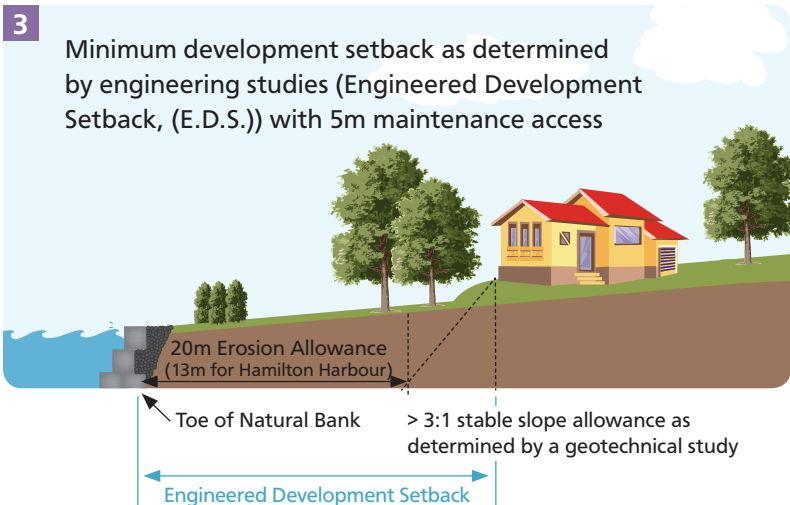 3
Minimum development setback as determined
by engineering studies (Engineered Development
Setback, (E.D.S.)) with 5m maintenance access
20m Erosion Allowance
(13m for Hamilton Harbour)
Toe of Natural Bank
> 3:1 stable slope allowance as
determined by a geotechnical study
Engineered Development Setback